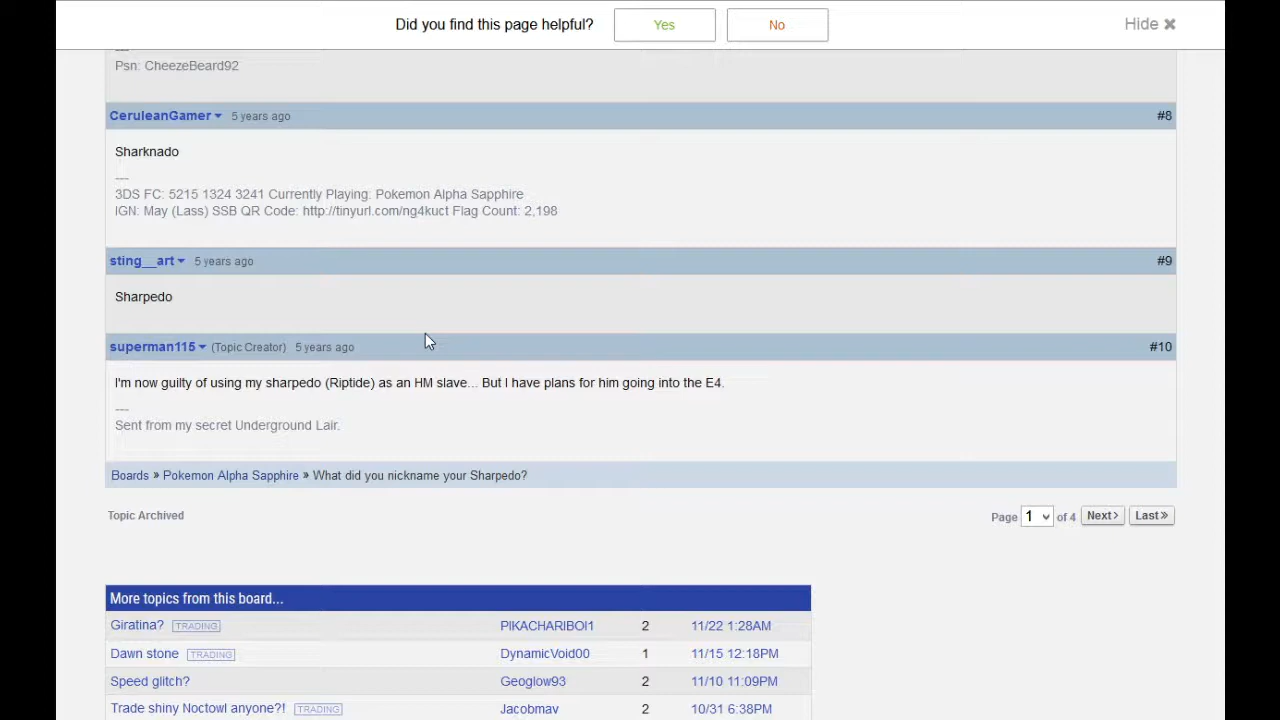 Did you find this page helpful? Yes No Hide ✖
---
Psn: CheezeBeard92
CeruleanGamer 5 years ago #8
Sharknado
---
3DS FC: 5215 1324 3241 Currently Playing: Pokemon Alpha Sapphire
IGN: May (Lass) SSB QR Code: http://tinyurl.com/ng4kuct Flag Count: 2,198
sting__art 5 years ago #9
Sharpedo
superman115 (Topic Creator) 5 years ago #10
I'm now guilty of using my sharpedo (Riptide) as an HM slave... But I have plans for him going into the E4.
---
Sent from my secret Underground Lair.
Boards » Pokemon Alpha Sapphire » What did you nickname your Sharpedo?
Topic Archived Page 1 of 4 Next> Last»
More topics from this board...
Giratina? TRADING PIKACHARIBOI1 2 11/22 1:28AM
Dawn stone TRADING DynamicVoid00 1 11/15 12:18PM
Speed glitch? Geoglow93 2 11/10 11:09PM
Trade shiny Noctowl anyone?! TRADING Jacobmav 2 10/31 6:38PM